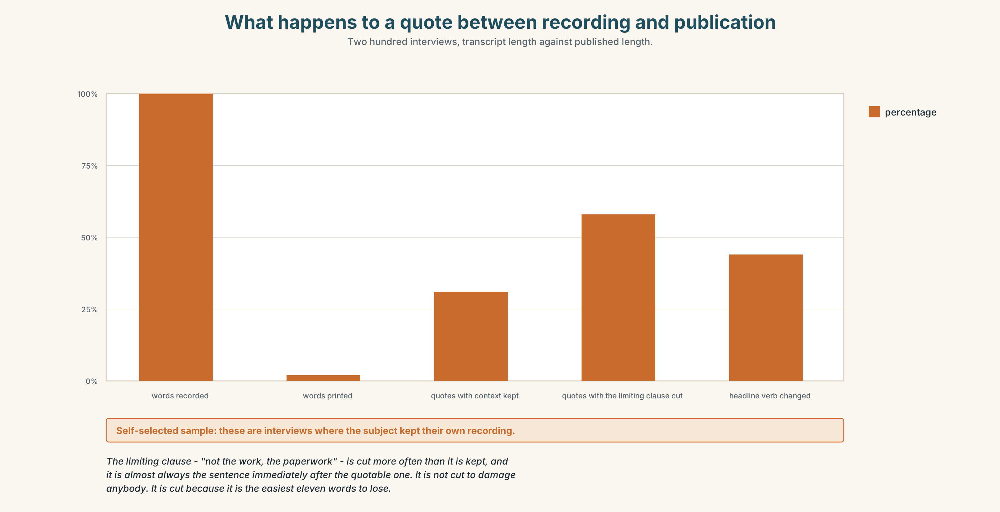 What happens to a quote between recording and publication
Two hundred interviews, transcript length against published length.
100%
75%
50%
25%
0%
percentage
words recorded
words printed
quotes with context kept
quotes with the limiting clause cut
headline verb changed
Self-selected sample: these are interviews where the subject kept their own recording.
The limiting clause - "not the work, the paperwork" - is cut more often than it is kept, and
it is almost always the sentence immediately after the quotable one. It is not cut to damage
anybody. It is cut because it is the easiest eleven words to lose.